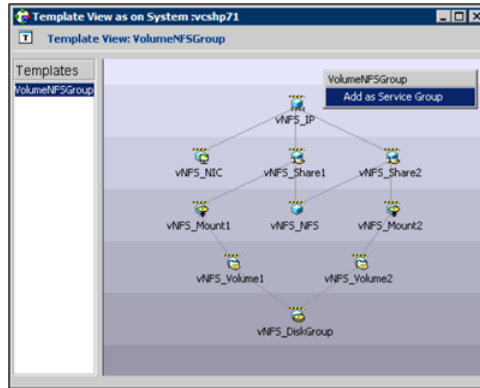 Template View as on System :vcshp71
T Template View: VolumeNFSGroup
Templates
VolumeNFSGroup
VolumeNFSGroup
Add as Service Group
vNFS_IP
vNFS_NIC vNFS_Share1 vNFS_Share2
vNFS_Mount1 vNFS_NFS vNFS_Mount2
vNFS_Volume1 vNFS_Volume2
vNFS_DiskGroup